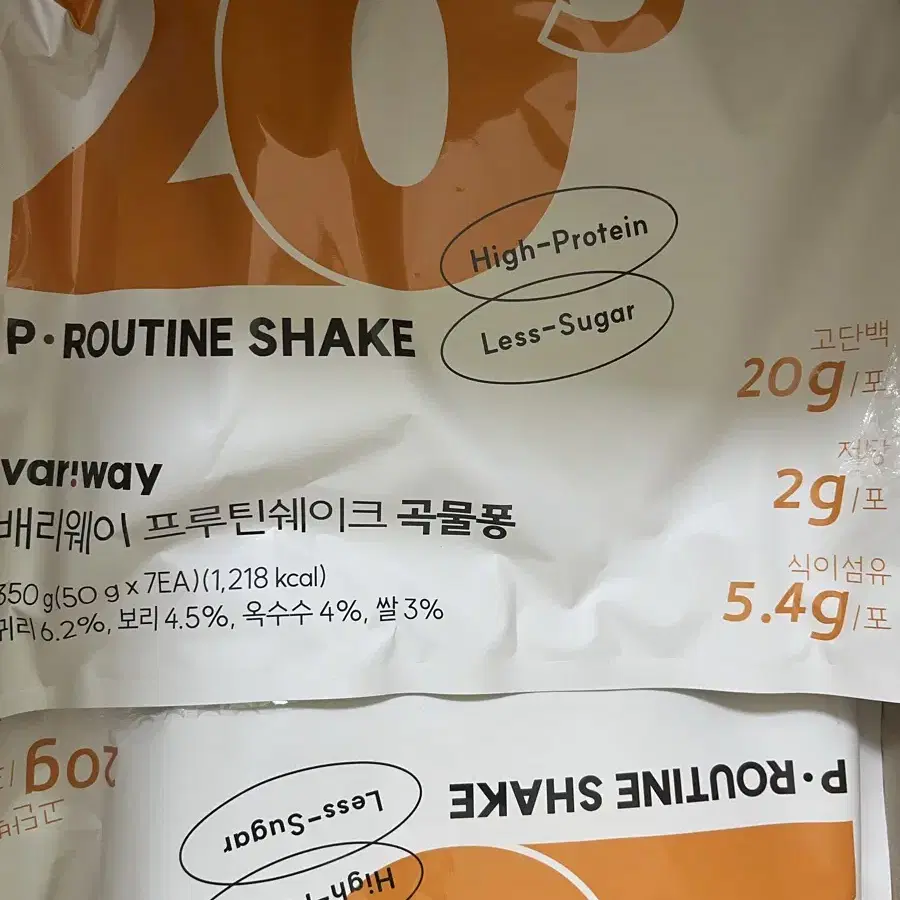 20g
High-Protein
Less-Sugar
P·ROUTINE SHAKE
고단백
20g/포
저당
2g/포
var!way
배리웨이 프루틴쉐이크 곡물퐁
식이섬유
5.4g/포
350g(50 g x 7EA)(1,218 kcal)
귀리 6.2%, 보리 4.5%, 옥수수 4%, 쌀 3%
P·ROUTINE SHAKE
Less-Sugar
20g